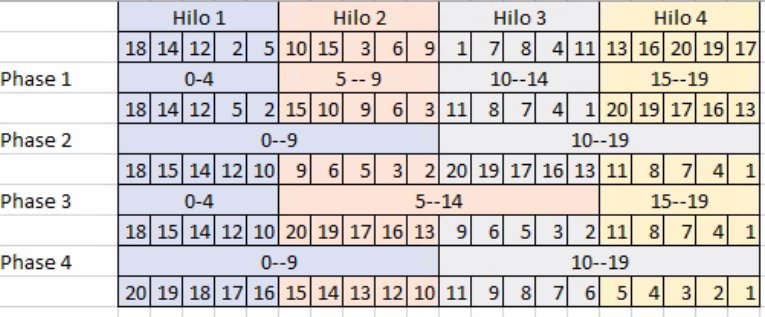 Hilo 1 Hilo 2 Hilo 3 Hilo 4
18 14 12 2 5 10 15 3 6 9 1 7 8 4 11 13 16 20 19 17
Phase 1 0-4 5 -- 9 10--14 15--19
18 14 12 5 2 15 10 9 6 3 11 8 7 4 1 20 19 17 16 13
Phase 2 0--9 10--19
18 15 14 12 10 9 6 5 3 2 20 19 17 16 13 11 8 7 4 1
Phase 3 0-4 5--14 15--19
18 15 14 12 10 20 19 17 16 13 9 6 5 3 2 11 8 7 4 1
Phase 4 0--9 10--19
20 19 18 17 16 15 14 13 12 10 11 9 8 7 6 5 4 3 2 1